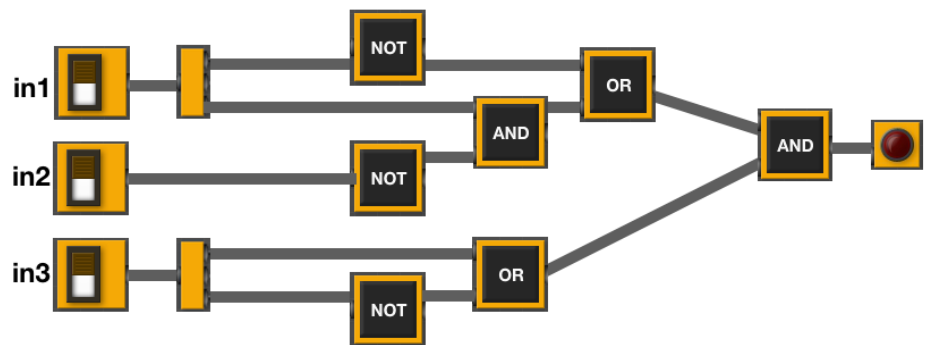 NOT
in1
OR
AND
AND
in2
NOT
in3
OR
NOT